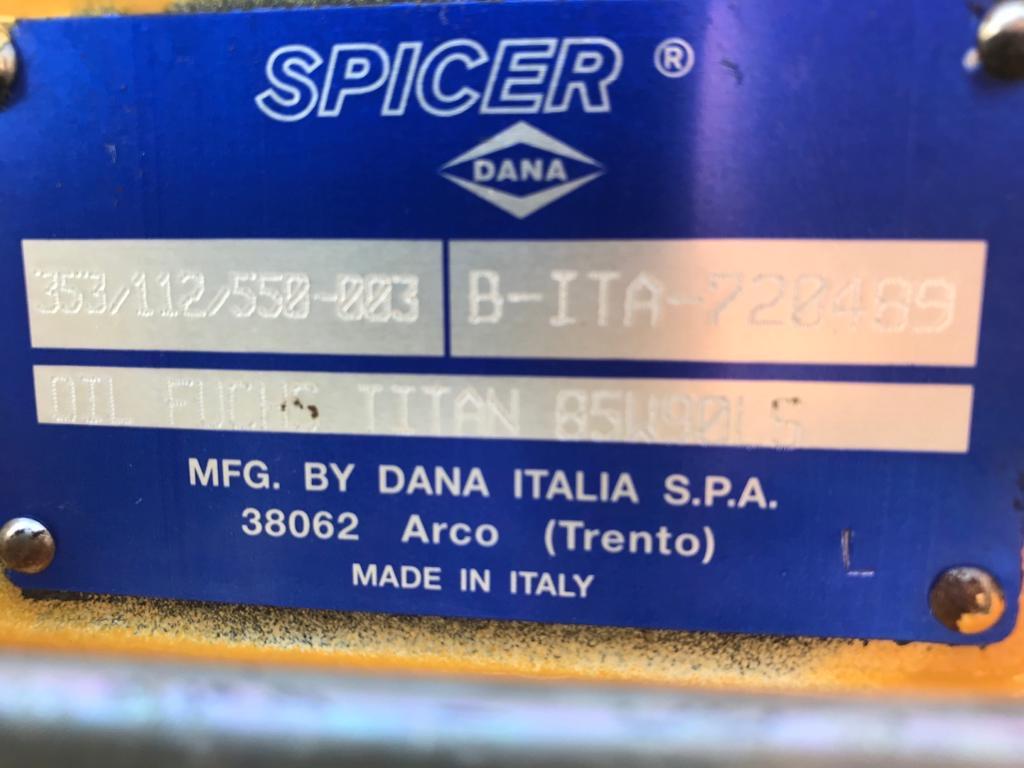 SPICER ®
DANA
353/112/550-003 B-ITA-720489
OIL FUCHS TITAN 85W90LS
MFG. BY DANA ITALIA S.P.A.
38062 Arco (Trento)
MADE IN ITALY
L